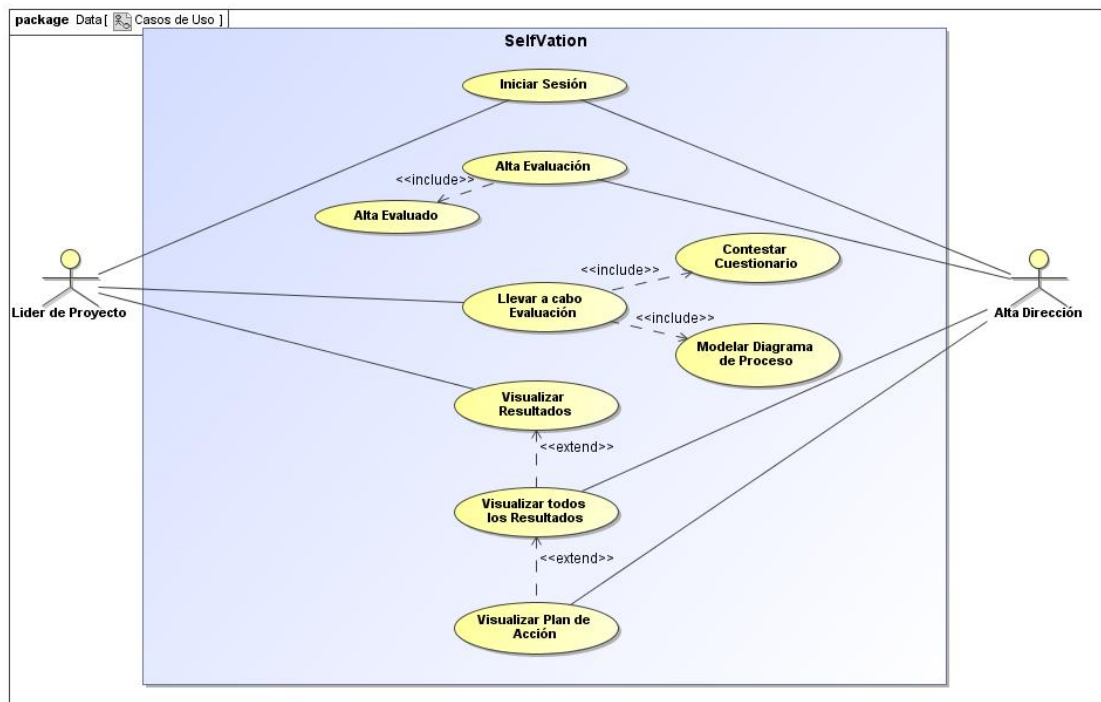 package Data [ Casos de Uso ]
SelfVation
Iniciar Sesión
Alta Evaluación
<<include>>
Alta Evaluado
Contestar
Cuestionario
<<include>>
Lider de Proyecto
Llevar a cabo
Evaluación
Alta Dirección
<<include>>
Modelar Diagrama
de Proceso
Visualizar
Resultados
<<extend>>
Visualizar todos
los Resultados
<<extend>>
Visualizar Plan de
Acción